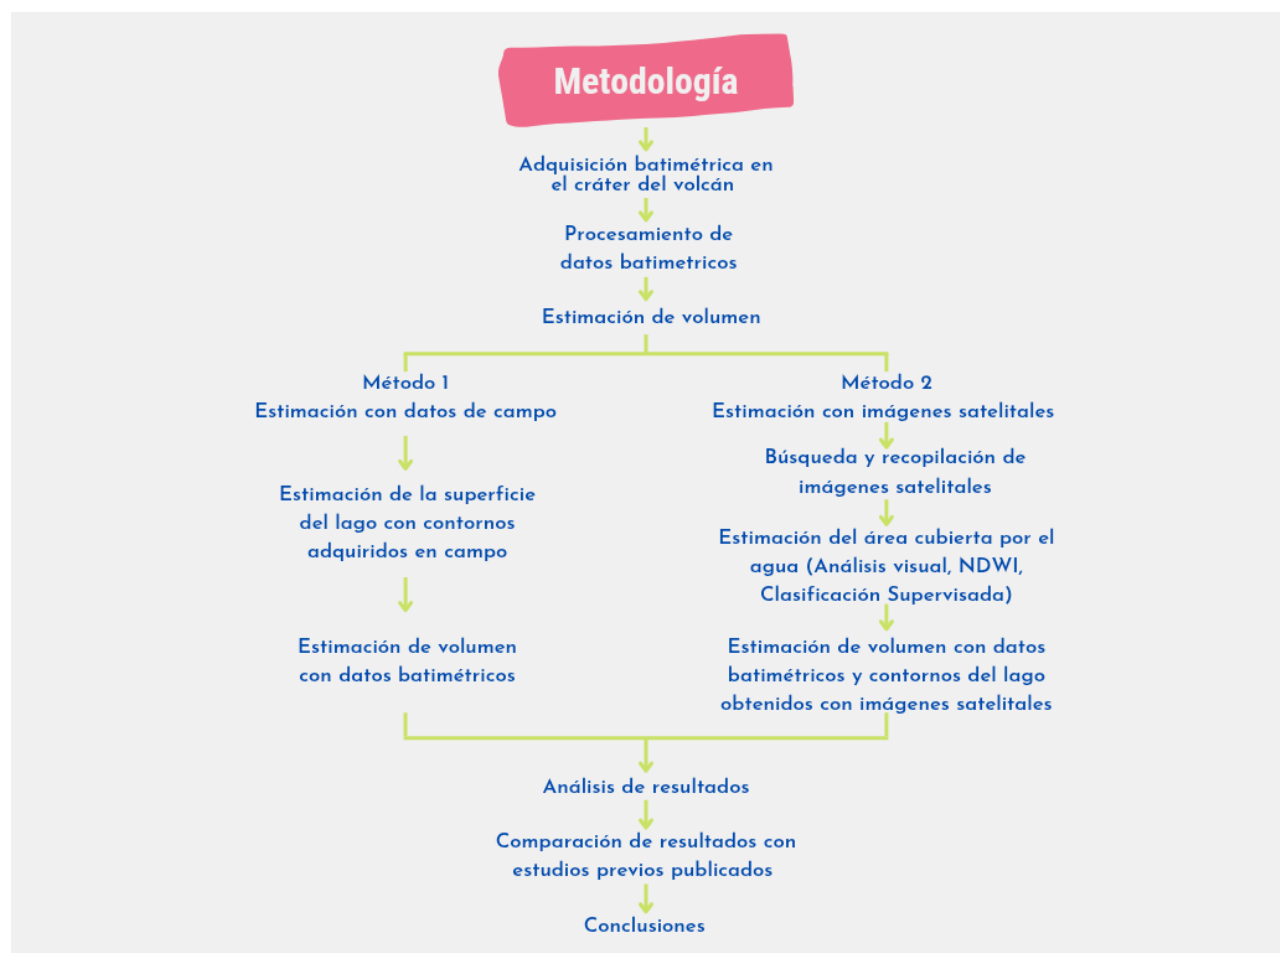 Metodología
Adquisición batimétrica en
el cráter del volcán
Procesamiento de
datos batimetricos
Estimación de volumen
Método 1
Estimación con datos de campo
Estimación de la superficie
del lago con contornos
adquiridos en campo
Estimación de volumen
con datos batimétricos
Método 2
Estimación con imágenes satelitales
Búsqueda y recopilación de
imágenes satelitales
Estimación del área cubierta por el
agua (Análisis visual, NDWI,
Clasificación Supervisada)
Estimación de volumen con datos
batimétricos y contornos del lago
obtenidos con imágenes satelitales
Análisis de resultados
Comparación de resultados con
estudios previos publicados
Conclusiones